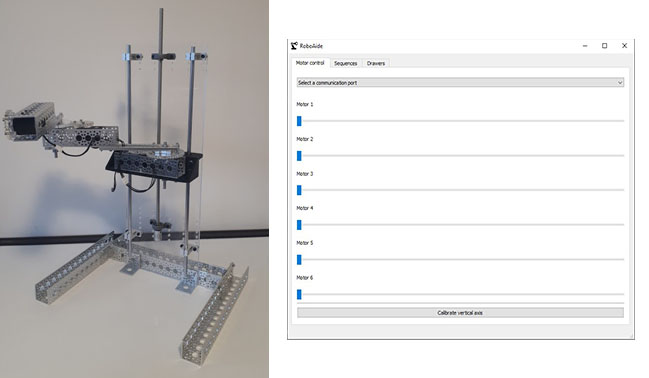 RoboAide
Motor control Sequences Drawers
Select a communication port
Motor 1
Motor 2
Motor 3
Motor 4
Motor 5
Motor 6
Calibrate vertical axis